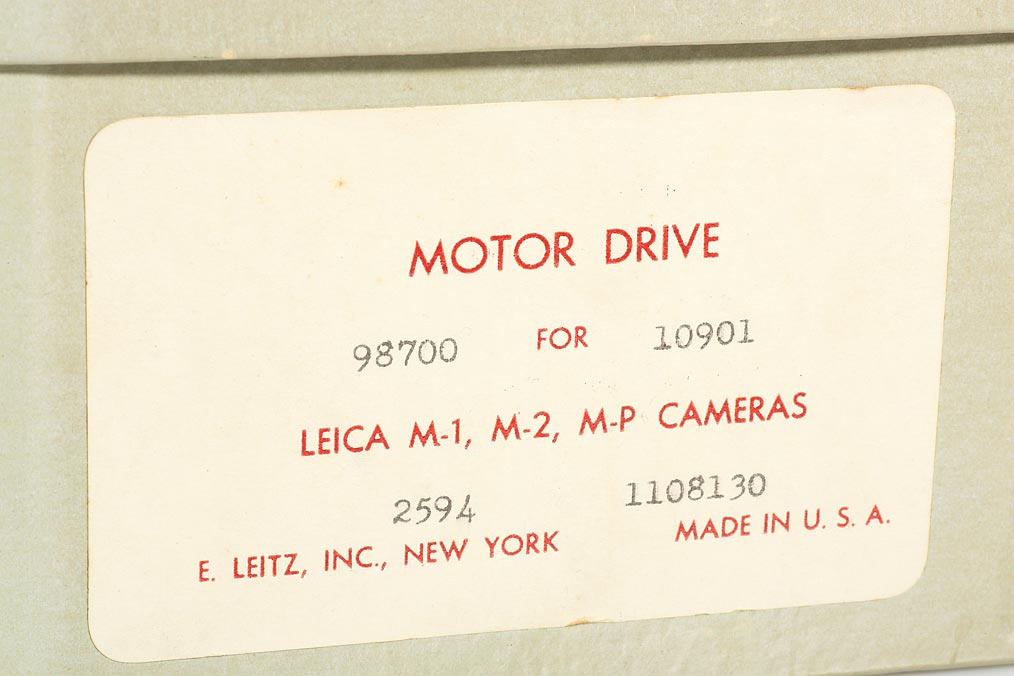 MOTOR DRIVE
98700 FOR 10901
LEICA M-1, M-2, M-P CAMERAS
2594 1108130
E. LEITZ, INC., NEW YORK MADE IN U. S. A.